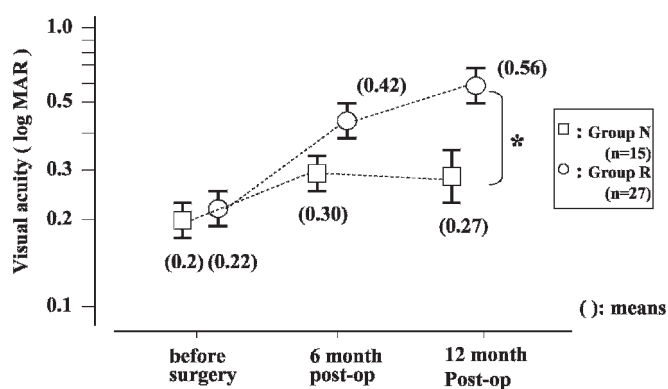 Visual acuity ( log MAR )
1.0
0.5
0.3
0.2
0.1
(0.2)
(0.22)
(0.42)
(0.30)
(0.56)
(0.27)
*
: Group N
(n=15)
: Group R
(n=27)
( ): means
before
surgery
6 month
post-op
12 month
Post-op